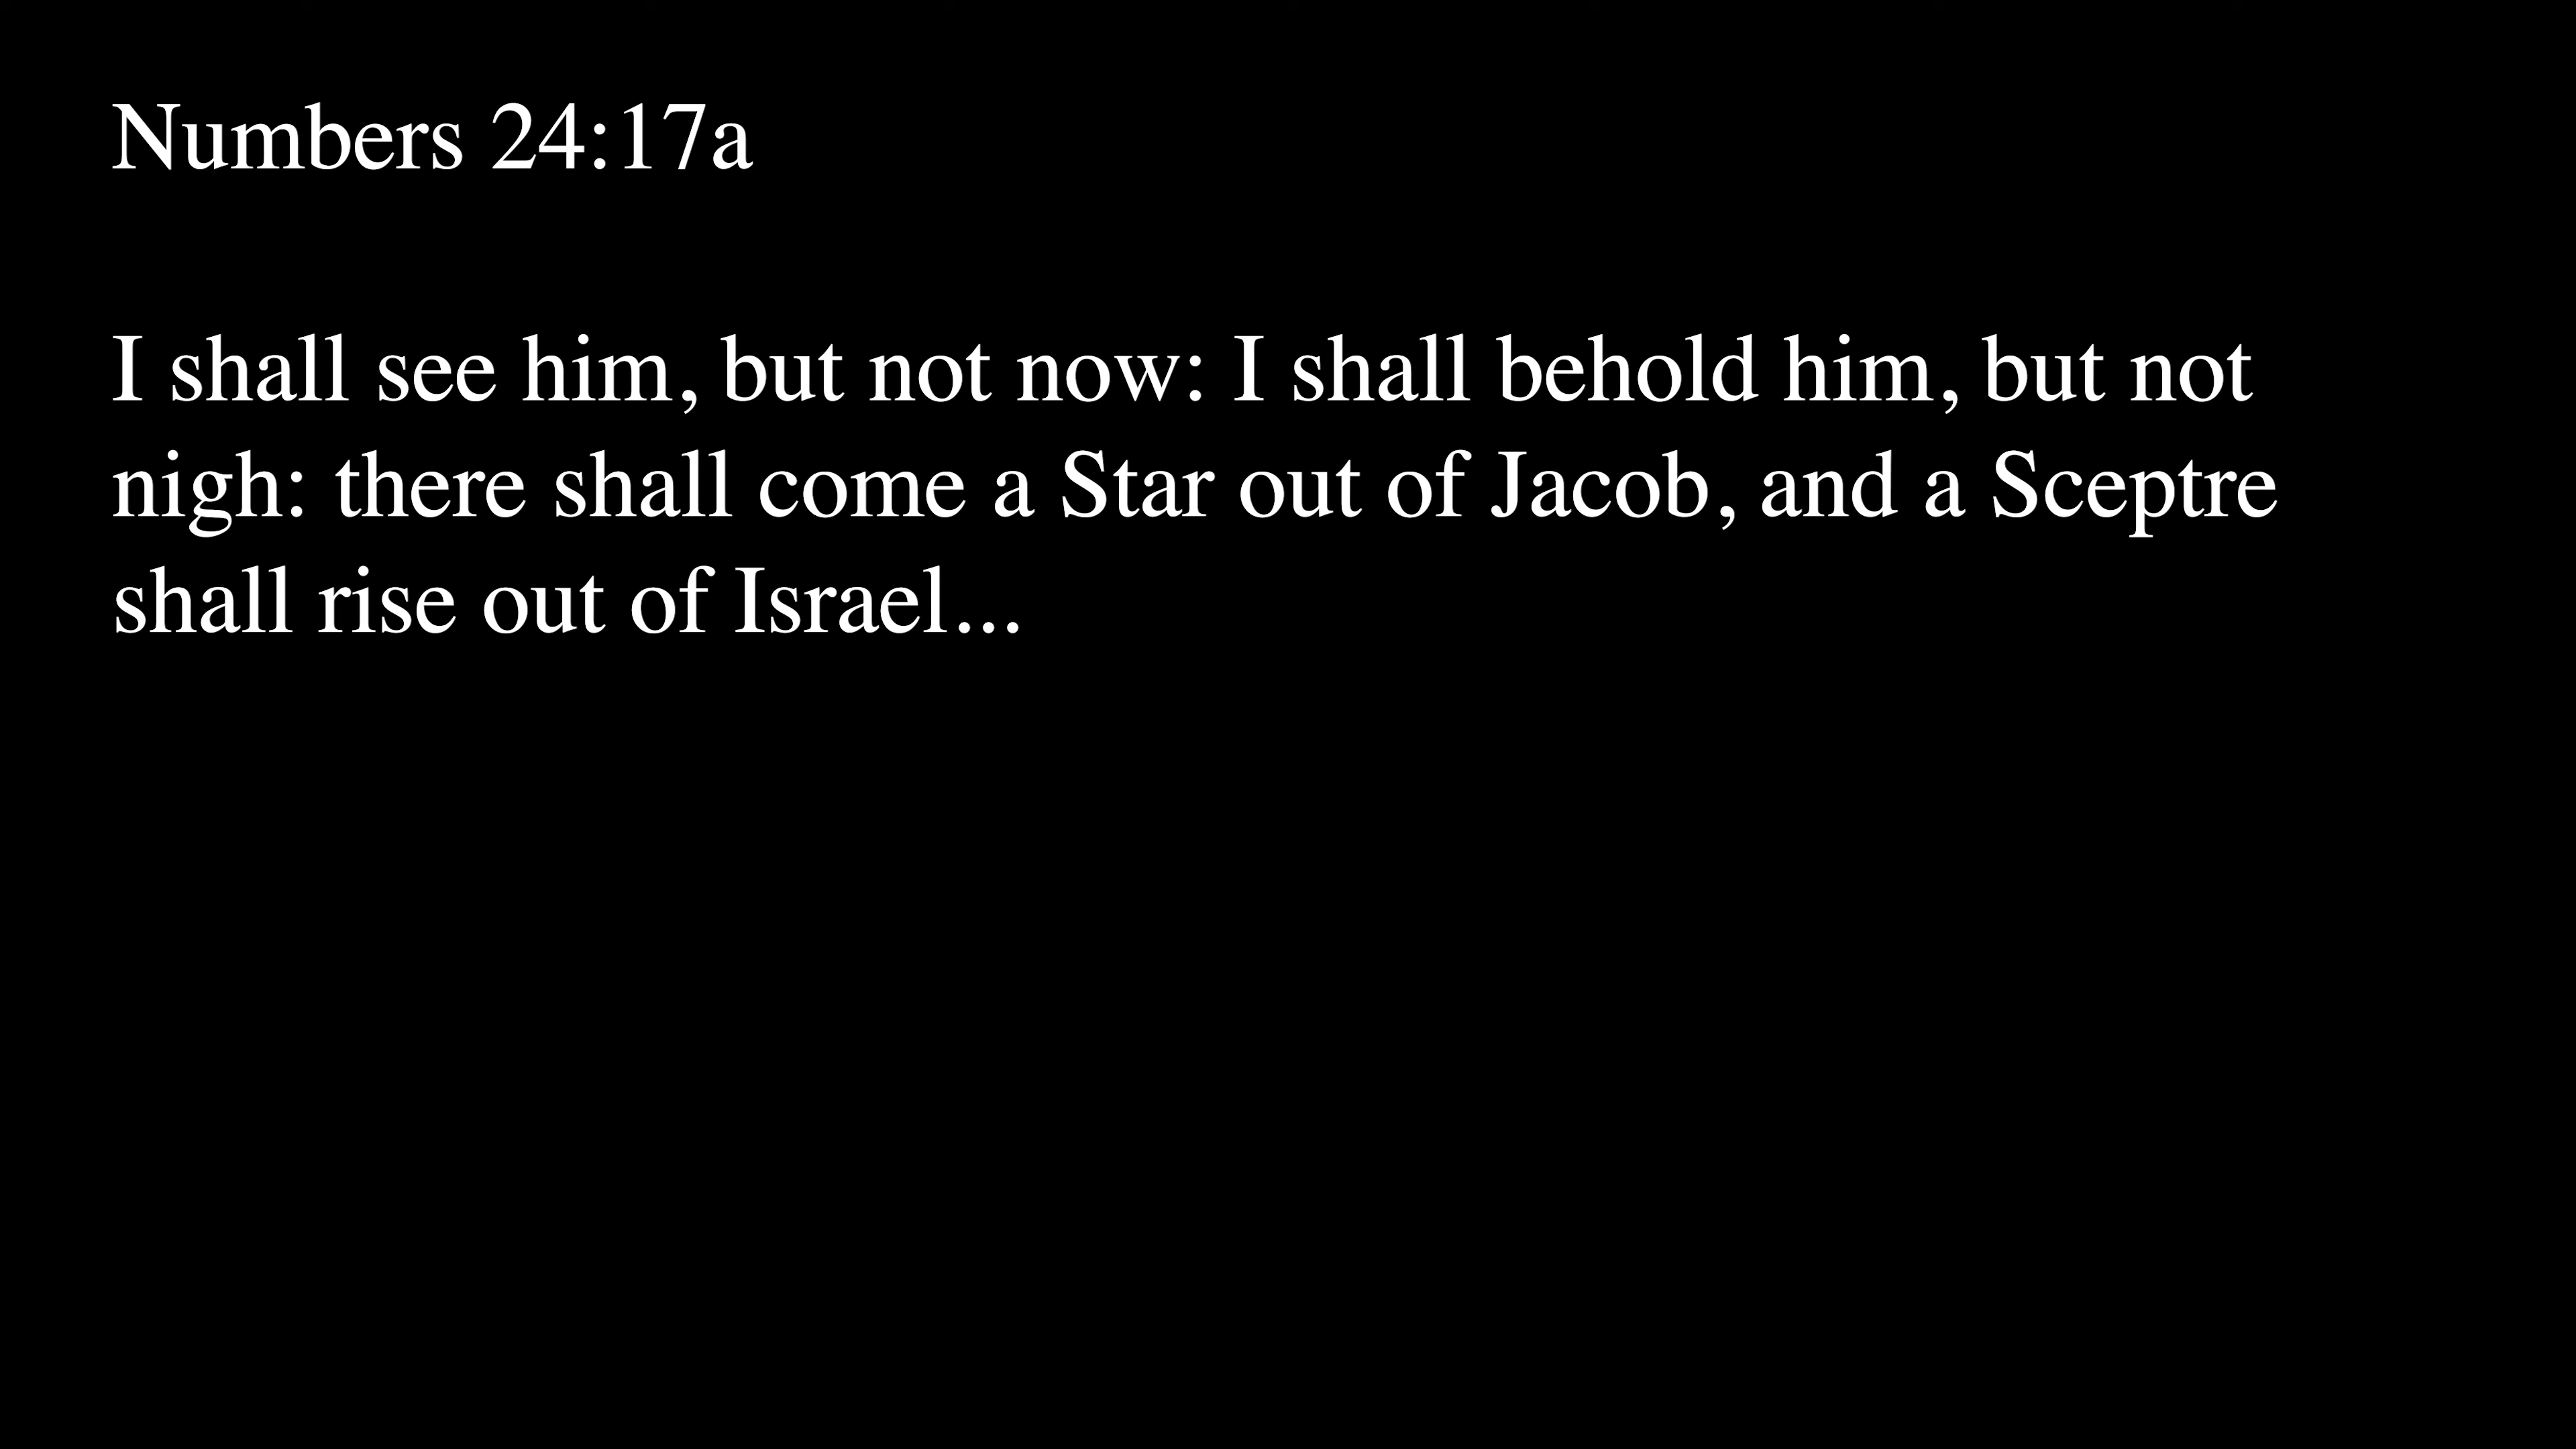 Numbers 24:17a
I shall see him, but not now: I shall behold him, but not
nigh: there shall come a Star out of Jacob, and a Sceptre
shall rise out of Israel...